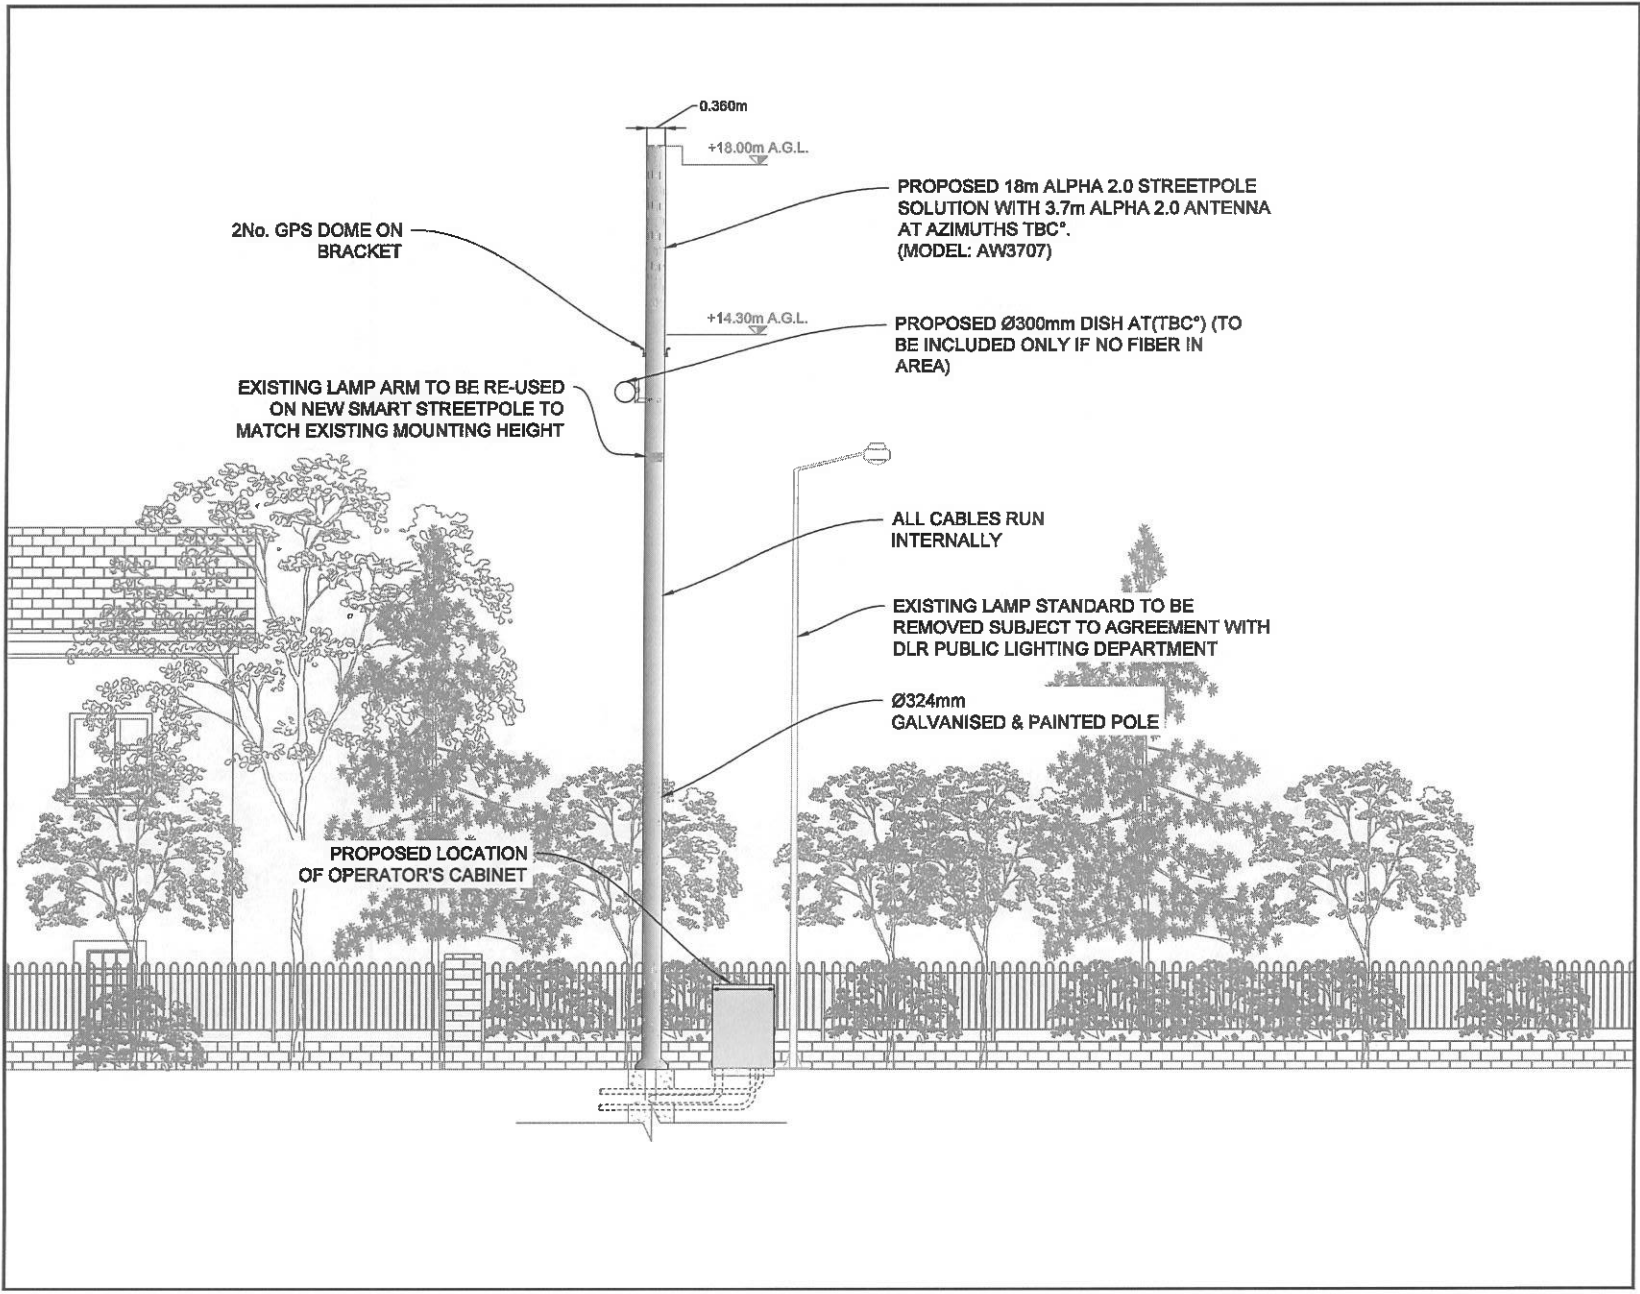 0.360m
+18.00m A.G.L.
PROPOSED 18m ALPHA 2.0 STREETPOLE
SOLUTION WITH 3.7m ALPHA 2.0 ANTENNA
AT AZIMUTHS TBC°.
(MODEL: AW3707)
2No. GPS DOME ON
BRACKET
+14.30m A.G.L.
PROPOSED Ø300mm DISH AT(TBC°) (TO
BE INCLUDED ONLY IF NO FIBER IN
AREA)
EXISTING LAMP ARM TO BE RE-USED
ON NEW SMART STREETPOLE TO
MATCH EXISTING MOUNTING HEIGHT
ALL CABLES RUN
INTERNALLY
EXISTING LAMP STANDARD TO BE
REMOVED SUBJECT TO AGREEMENT WITH
DLR PUBLIC LIGHTING DEPARTMENT
Ø324mm
GALVANISED & PAINTED POLE
PROPOSED LOCATION
OF OPERATOR'S CABINET